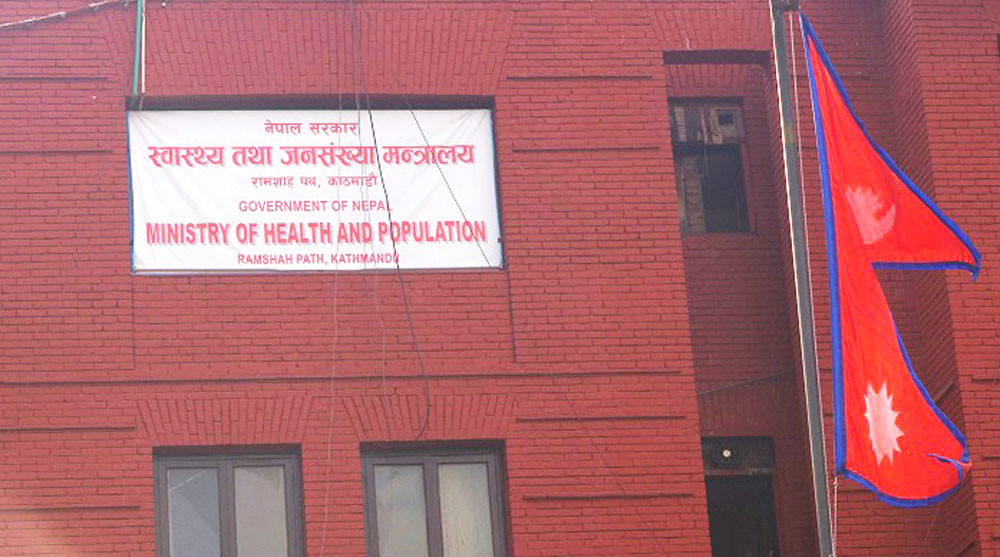 नेपाल सरकार
स्वास्थ्य तथा जनसंख्या मन्त्रालय
रामशाह पथ, काठमाडौं
GOVERNMENT OF NEPAL
MINISTRY OF HEALTH AND POPULATION
RAMSHAH PATH, KATHMANDU